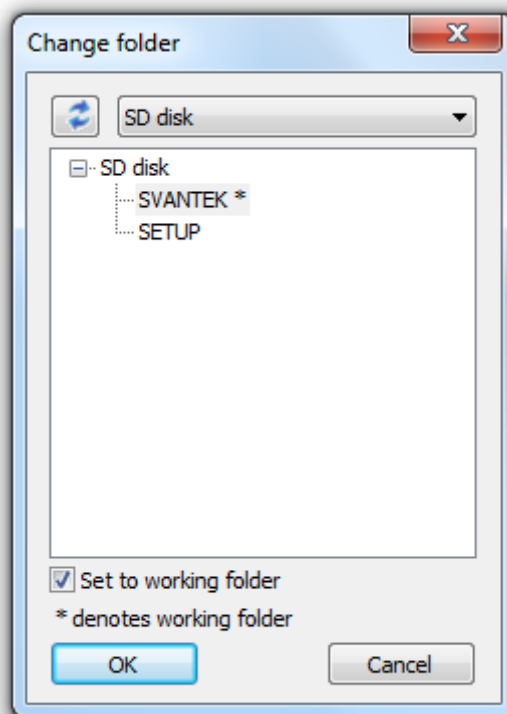 Change folder
SD disk
SD disk
SVANTEK *
SETUP
Set to working folder
* denotes working folder
OK Cancel